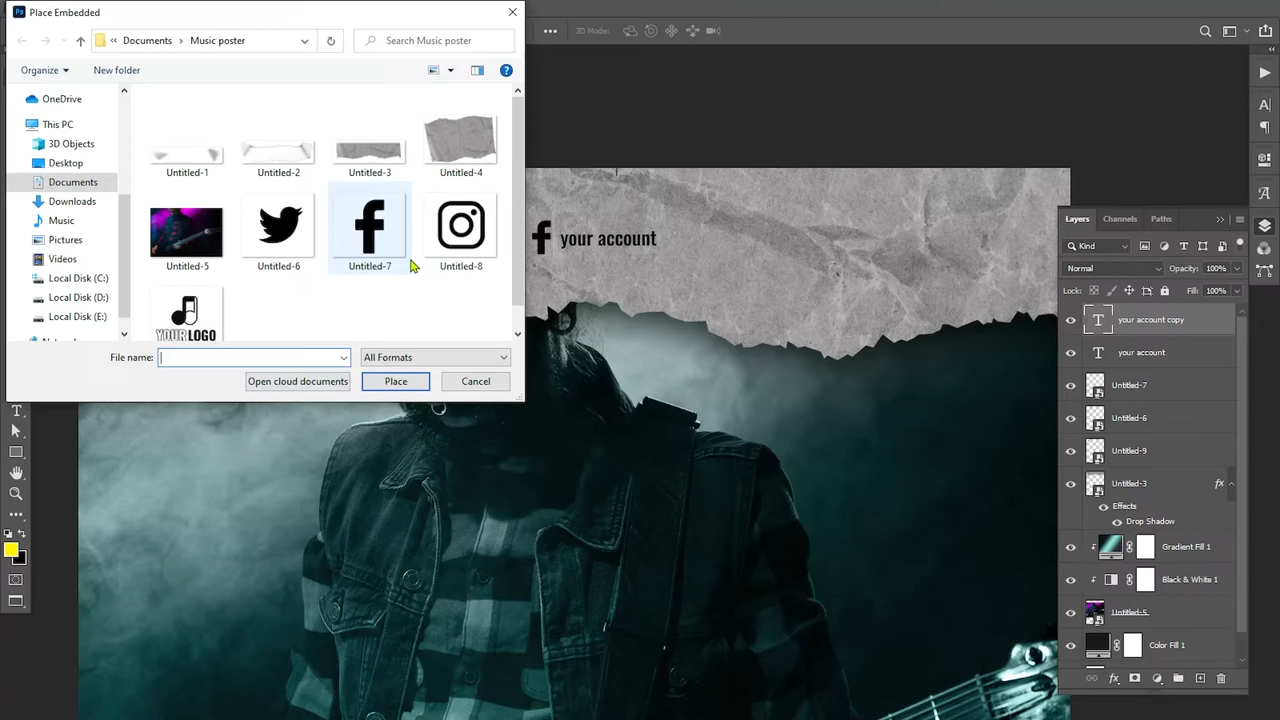 Ps Place Embedded
Documents Music poster
Search Music poster
3D Mode:
Organize
New folder
OneDrive
This PC
3D Objects
Desktop
Documents
Downloads
Music
Pictures
Videos
Local Disk (C:)
Local Disk (D:)
Local Disk (E:)
Untitled-1
Untitled-2
Untitled-3
Untitled-4
Untitled-5
Untitled-6
Untitled-7
Untitled-8
YOUR LOGO
File name:
All Formats
Open cloud documents
Place
Cancel
your account
Layers
Channels
Paths
Kind
Normal
Opacity: 100%
Lock:
Fill: 100%
your account copy
your account
Untitled-7
Untitled-6
Untitled-9
Untitled-3
fx
Effects
Drop Shadow
Gradient Fill 1
Black & White 1
Untitled-5
Color Fill 1
fx